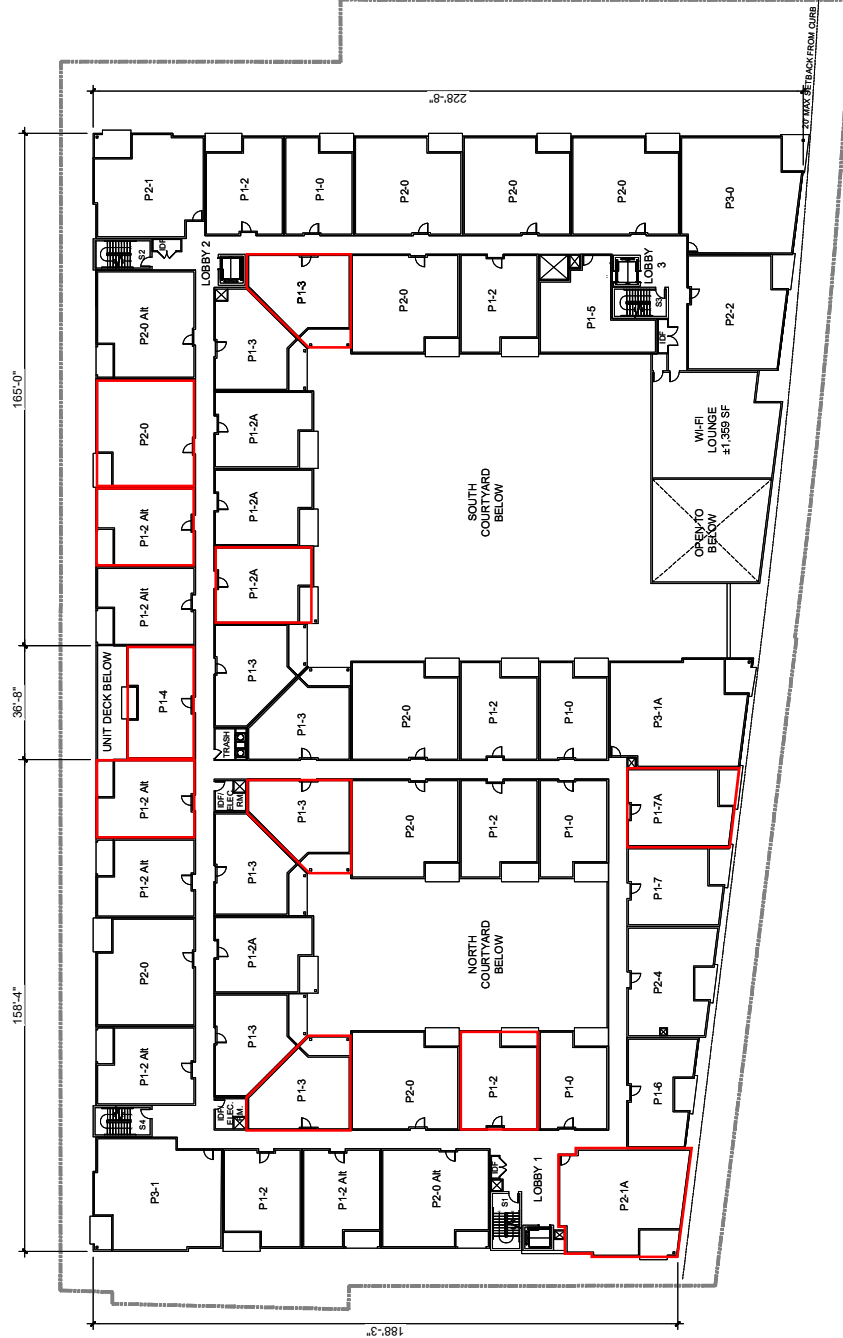 20' MAX SETBACK FROM CURB
228'-8"
165'-0"
36'-8"
158'-4"
188'-3"
P2-1
P1-2
P1-0
P2-0
P2-0
P2-0
P3-0
S2
IDF
LOBBY 2
P2-0 Alt
P1-3
P1-3
P2-0
P1-2
P1-5
LOBBY
3
S3
IDF
P2-2
P2-0
P1-2A
P1-2A
P1-2 Alt
P1-2A
P1-2 Alt
SOUTH
COURTYARD
BELOW
WI-FI
LOUNGE
±1,359 SF
OPEN TO
BELOW
UNIT DECK BELOW
P1-4
P1-3
P1-3
TRASH
P2-0
P1-2
P1-0
P3-1A
P1-2 Alt
IDF/
ELEC.
RM.
P1-3
P1-3
P2-0
P1-2
P1-0
P1-7A
P1-2 Alt
P1-7
P2-0
P1-2A
NORTH
COURTYARD
BELOW
P2-4
P1-2 Alt
P1-3
P1-3
P2-0
P1-2
P1-0
P1-6
S4
IDF/
ELEC.
RM.
P3-1
P1-2
P1-2 Alt
P2-0 Alt
IDF
S1
LOBBY 1
P2-1A